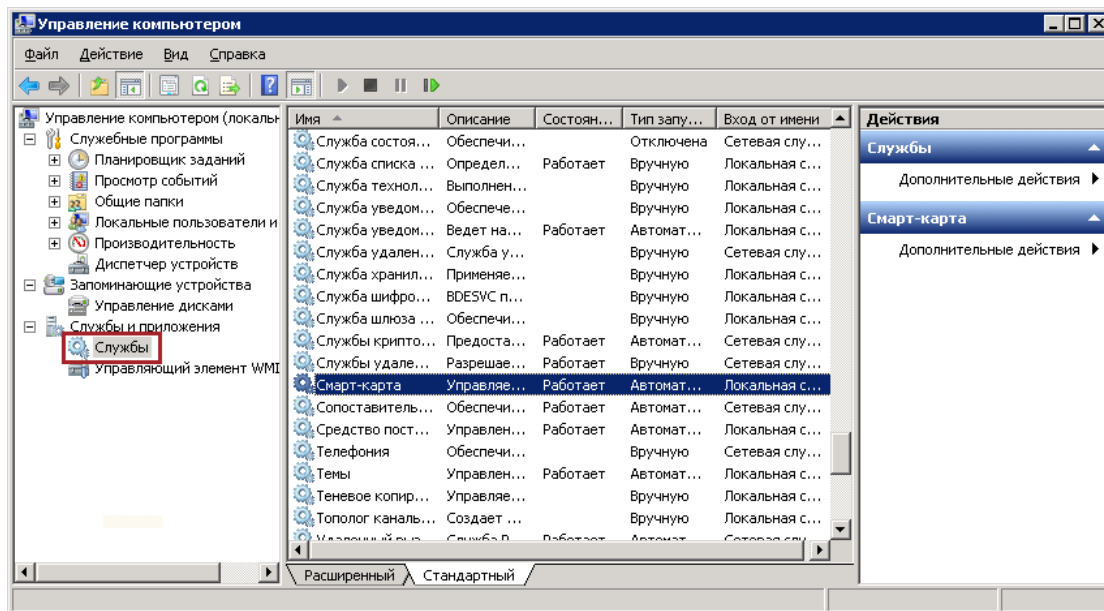 Управление компьютером
Файл Действие Вид Справка
Управление компьютером (локальн
Служебные программы
Планировщик заданий
Просмотр событий
Общие папки
Локальные пользователи и
Производительность
Диспетчер устройств
Запоминающие устройства
Управление дисками
Службы и приложения
Службы
Управляющий элемент WMI
Имя Описание Состоян... Тип запу... Вход от имени
Служба состоя... Обеспечи... Отключена Сетевая слу...
Служба списка ... Определ... Работает Вручную Локальная с...
Служба технол... Выполнен... Вручную Локальная с...
Служба уведом... Обеспече... Вручную Локальная с...
Служба уведом... Ведет на... Работает Автомат... Локальная с...
Служба удален... Служба у... Вручную Сетевая слу...
Служба хранил... Применяе... Вручную Локальная с...
Служба шифро... BDESVC п... Вручную Локальная с...
Служба шлюза ... Обеспечи... Вручную Локальная с...
Службы крипто... Предоста... Работает Автомат... Сетевая слу...
Службы удале... Разрешае... Работает Вручную Сетевая слу...
Смарт-карта Управляе... Работает Автомат... Локальная с...
Сопоставитель... Обеспечи... Работает Автомат... Сетевая слу...
Средство пост... Управлен... Работает Автомат... Локальная с...
Телефония Обеспечи... Вручную Сетевая слу...
Темы Управлен... Работает Автомат... Локальная с...
Теневое копир... Управляе... Вручную Локальная с...
Тополог каналь... Создает ... Вручную Локальная с...
Расширенный Стандартный
Действия
Службы
Дополнительные действия
Смарт-карта
Дополнительные действия